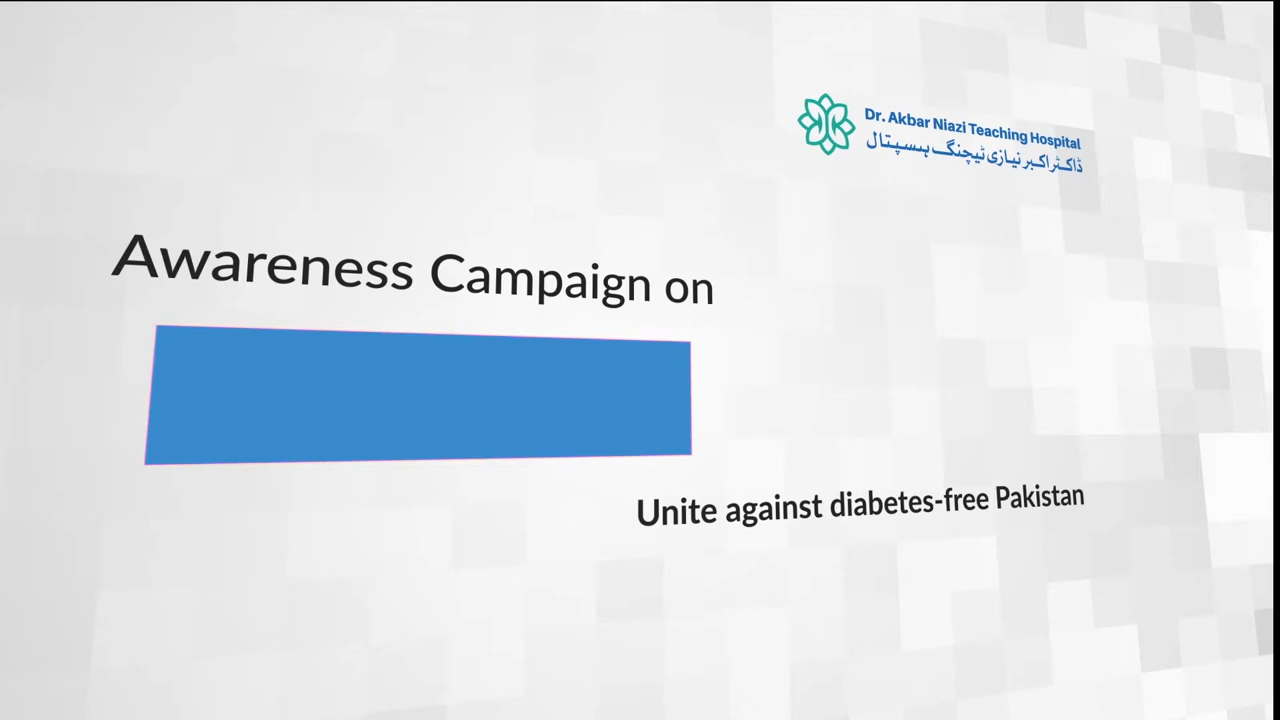 Dr. Akbar Niazi Teaching Hospital
ڈاکٹر اکبر نیازی ٹیچنگ ہسپتال
Awareness Campaign on
Unite against diabetes-free Pakistan